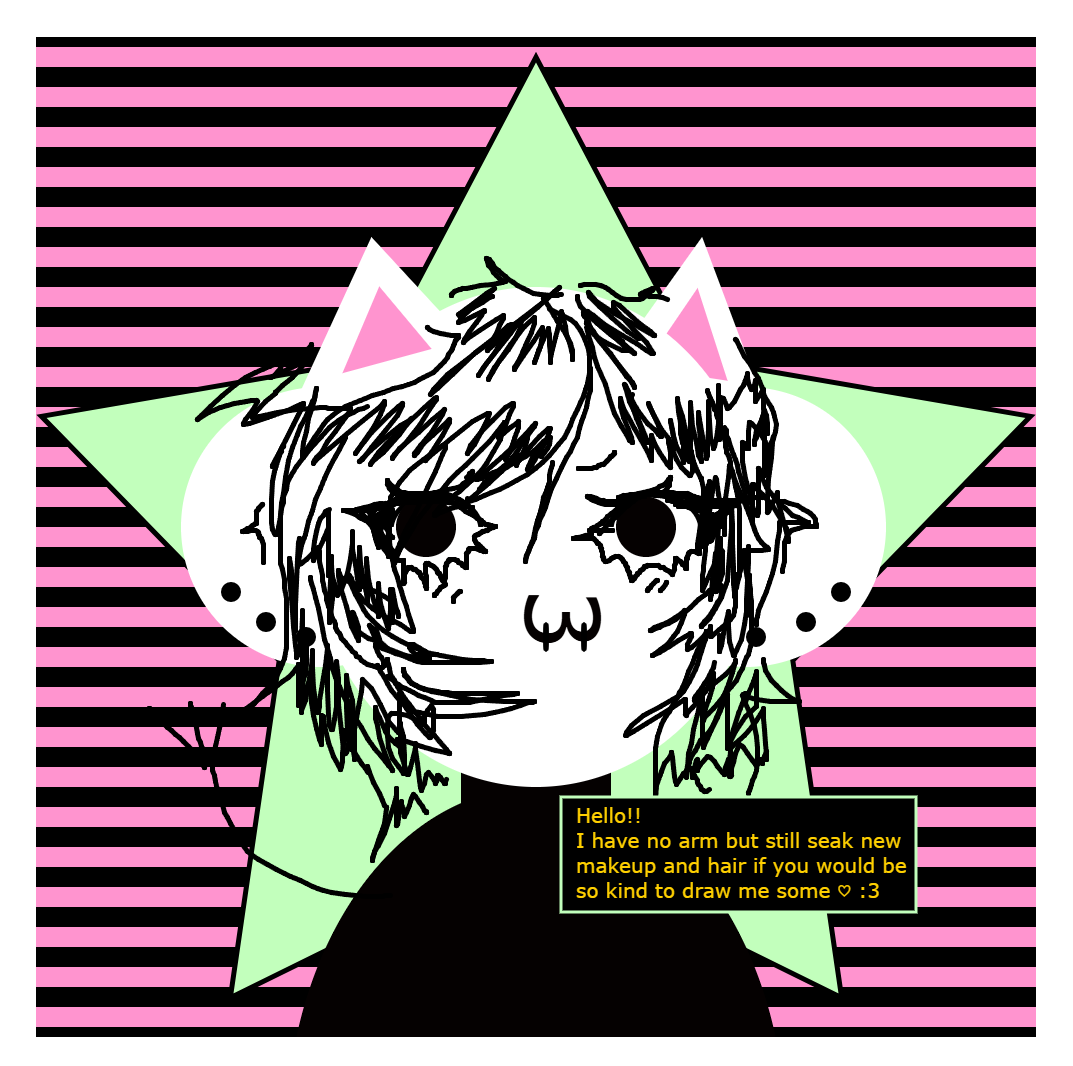 Hello!!
I have no arm but still seak new
makeup and hair if you would be
so kind to draw me some ♡ :3